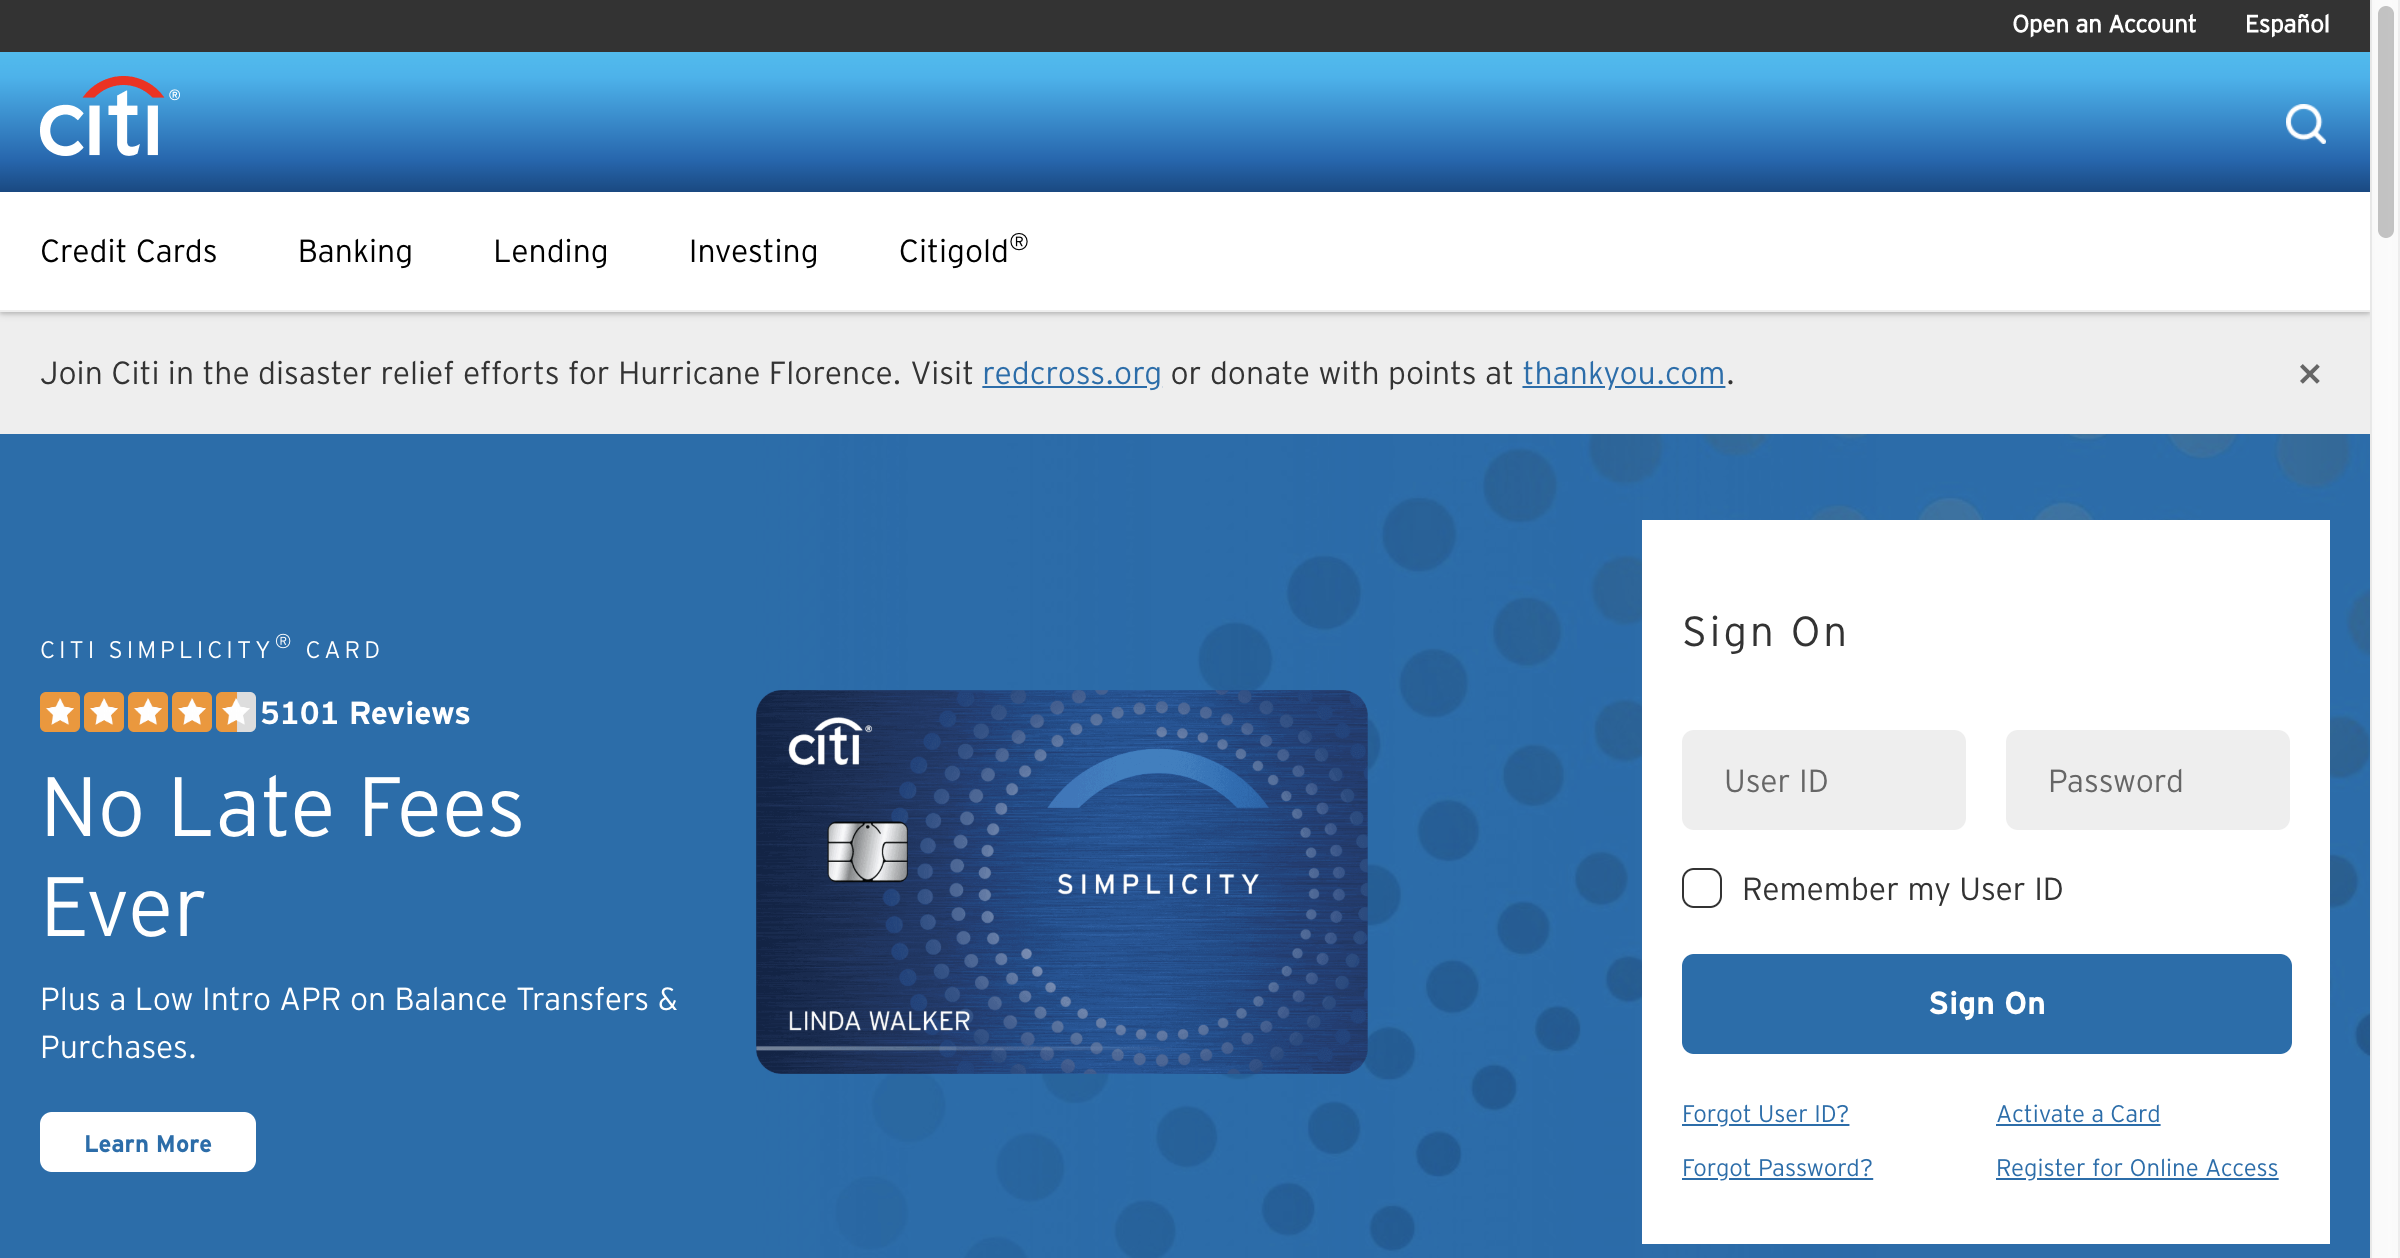 Open an Account Español
citi®
Credit Cards Banking Lending Investing Citigold®
Join Citi in the disaster relief efforts for Hurricane Florence. Visit redcross.org or donate with points at thankyou.com.
CITI SIMPLICITY® CARD
5101 Reviews
No Late Fees
Ever
Plus a Low Intro APR on Balance Transfers &
Purchases.
Learn More
citi®
SIMPLICITY
LINDA WALKER
Sign On
User ID Password
Remember my User ID
Sign On
Forgot User ID? Activate a Card
Forgot Password? Register for Online Access